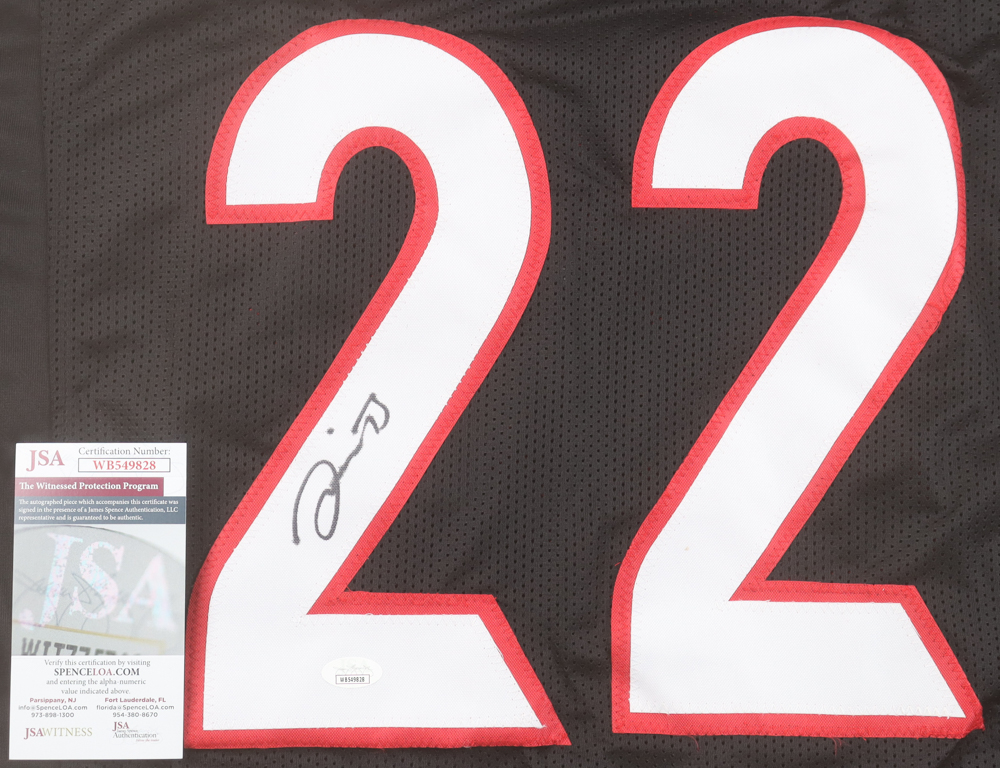 22
JSA
Certification Number:
WB549828
The Witnessed Protection Program
The autographed piece which accompanies this certificate was
signed in the presence of a James Spence Authentication, LLC
representative and is guaranteed to be authentic.
JSA
Verify this certification by visiting
SPENCELOA.COM
and entering the alpha-numeric
value indicated above.
Parsippany, NJ
info@SpenceLOA.com
973-898-1300
Fort Lauderdale, FL
florida@SpenceLOA.com
954-380-8670
JSAWITNESS
JSA
Authentication
WB549828